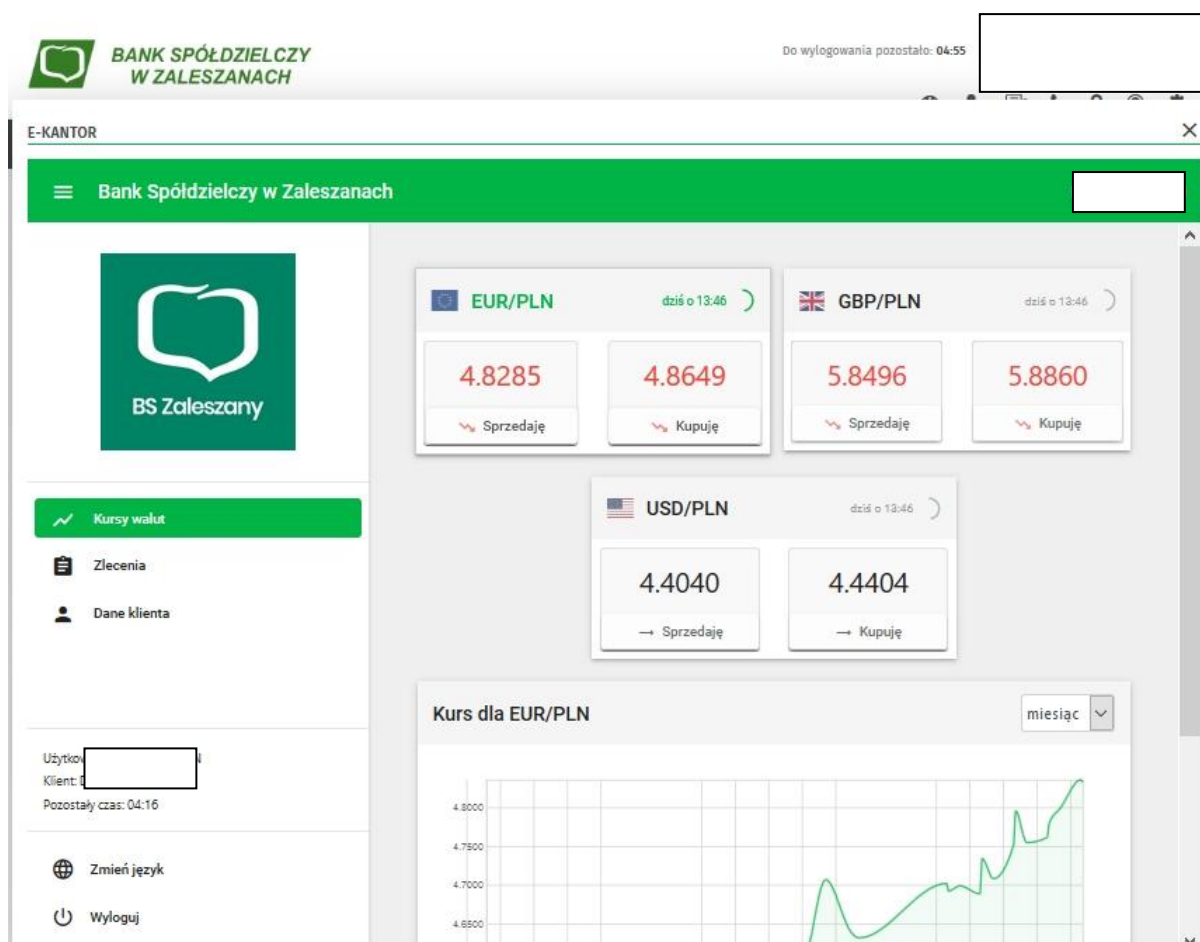 BANK SPÓŁDZIELCZY
W ZALESZANACH
Do wylogowania pozostało: 04:55
E-KANTOR
Bank Spółdzielczy w Zaleszanach
BS Zaleszany
EUR/PLN dziś o 13:46
GBP/PLN dziś o 13:46
4.8285 4.8649
5.8496 5.8860
Sprzedaję Kupuję
Sprzedaję Kupuję
USD/PLN dziś o 13:46
4.4040 4.4404
Sprzedaję Kupuję
Kursy walut
Zlecenia
Dane klienta
Klient:
Pozostały czas: 04:16
Zmień język
Wyloguj
Kurs dla EUR/PLN
miesiąc
4.8000
4.7500
4.7000
4.6500